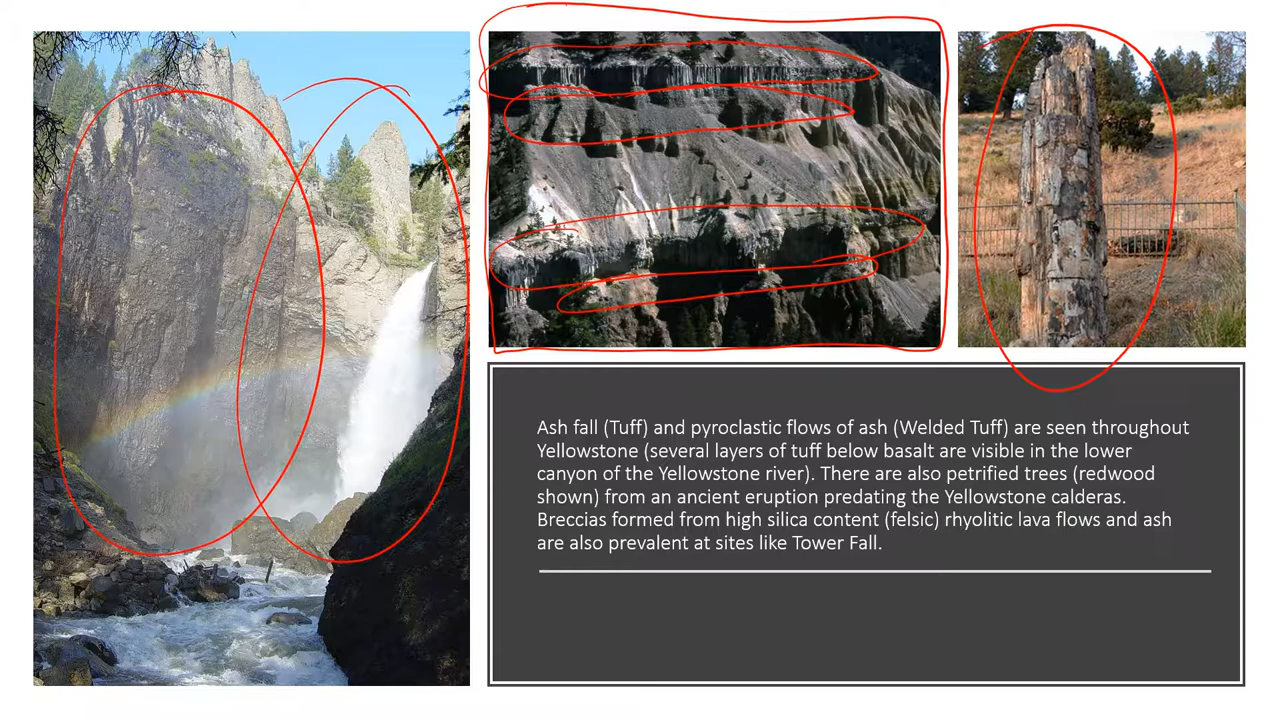 Ash fall (Tuff) and pyroclastic flows of ash (Welded Tuff) are seen throughout
Yellowstone (several layers of tuff below basalt are visible in the lower
canyon of the Yellowstone river). There are also petrified trees (redwood
shown) from an ancient eruption predating the Yellowstone calderas.
Breccias formed from high silica content (felsic) rhyolitic lava flows and ash
are also prevalent at sites like Tower Fall.